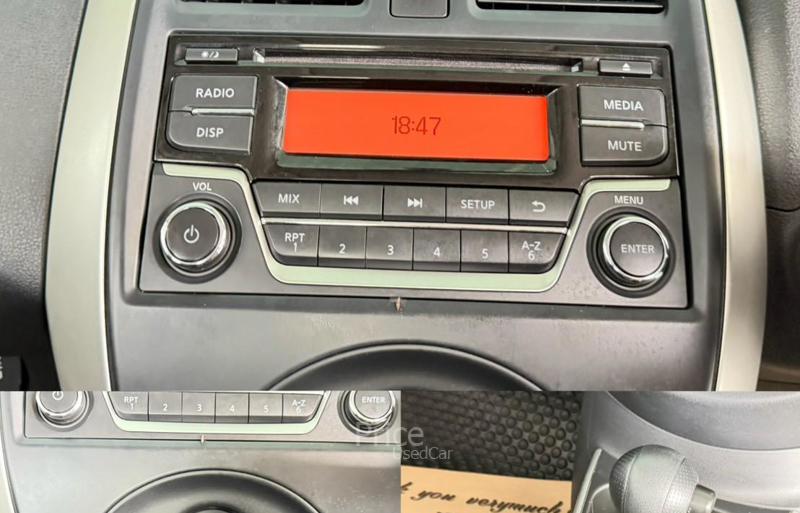 RADIO
MEDIA
18:47
DISP
MUTE
VOL
MIX
SETUP
MENU
RPT
1
2
3
4
5
A-Z
6
ENTER
RPT
1
2
3
4
5
A-Z
6
ENTER
Price
UsedCar
you verymuch